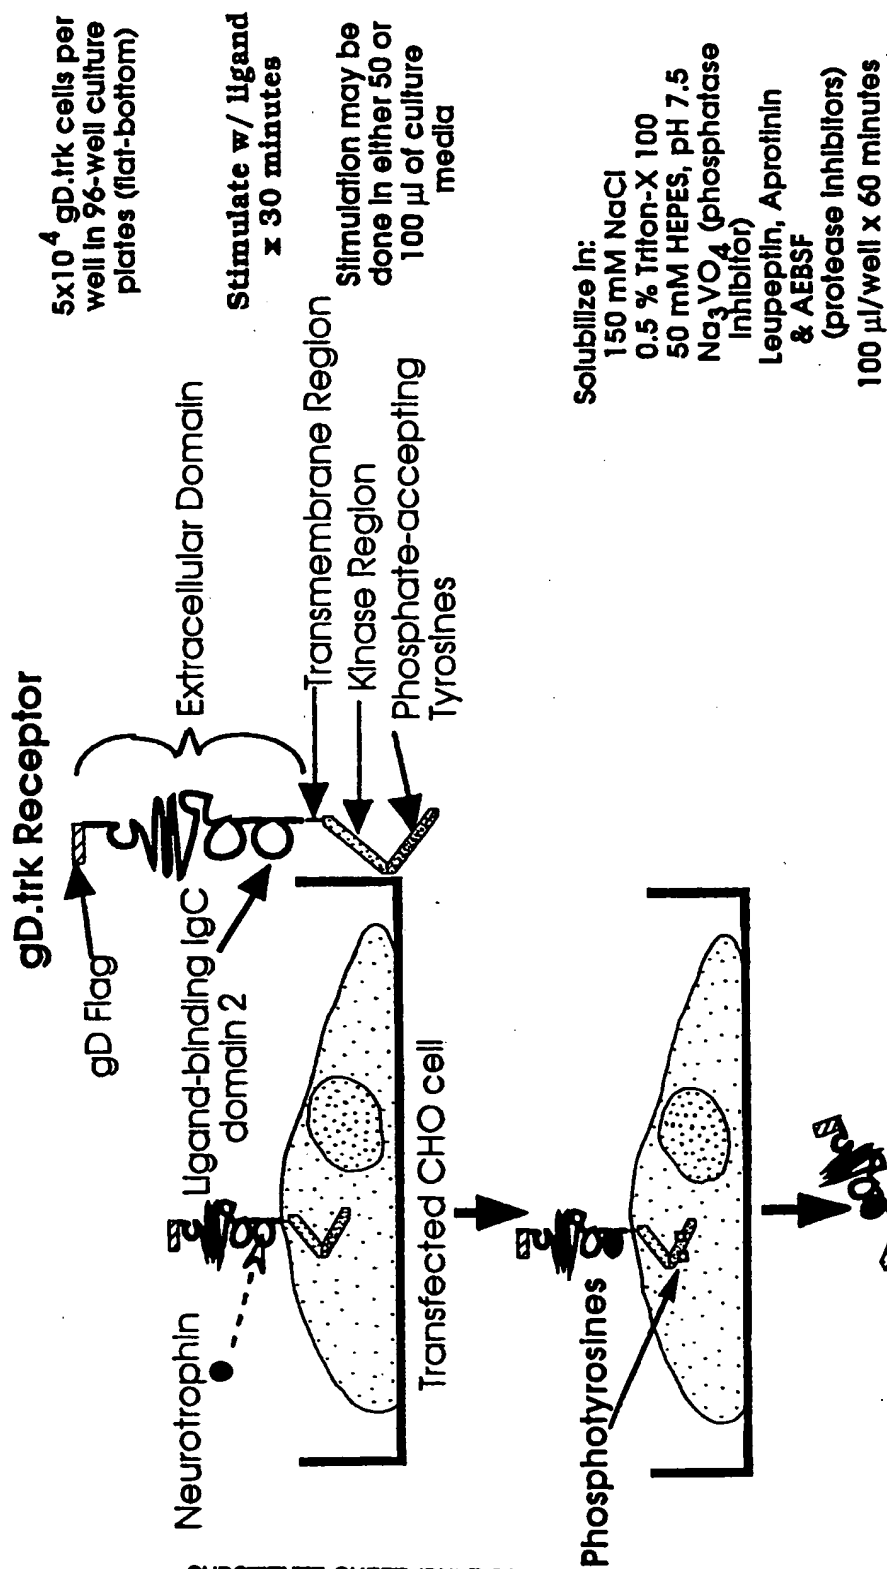 gD.trk Receptor
gD Flag
Extracellular Domain
Ligand-binding IgC
domain 2
Transmembrane Region
Kinase Region
Phosphate-accepting
Tyrosines
Neurotrophin
Transfected CHO cell
5x10⁴ gD.trk cells per
well in 96-well culture
plates (flat-bottom)
Stimulate w/ ligand
x 30 minutes
Stimulation may be
done in either 50 or
100 µl of culture
media
Phosphotyrosines
Solubilize in:
150 mM NaCl
0.5 % Triton-X 100
50 mM HEPES, pH 7.5
Na₃VO₄ (phosphatase
inhibitor)
Leupeptin, Aprotinin
& AEBSF
(protease inhibitors)
100 µl/well x 60 minutes